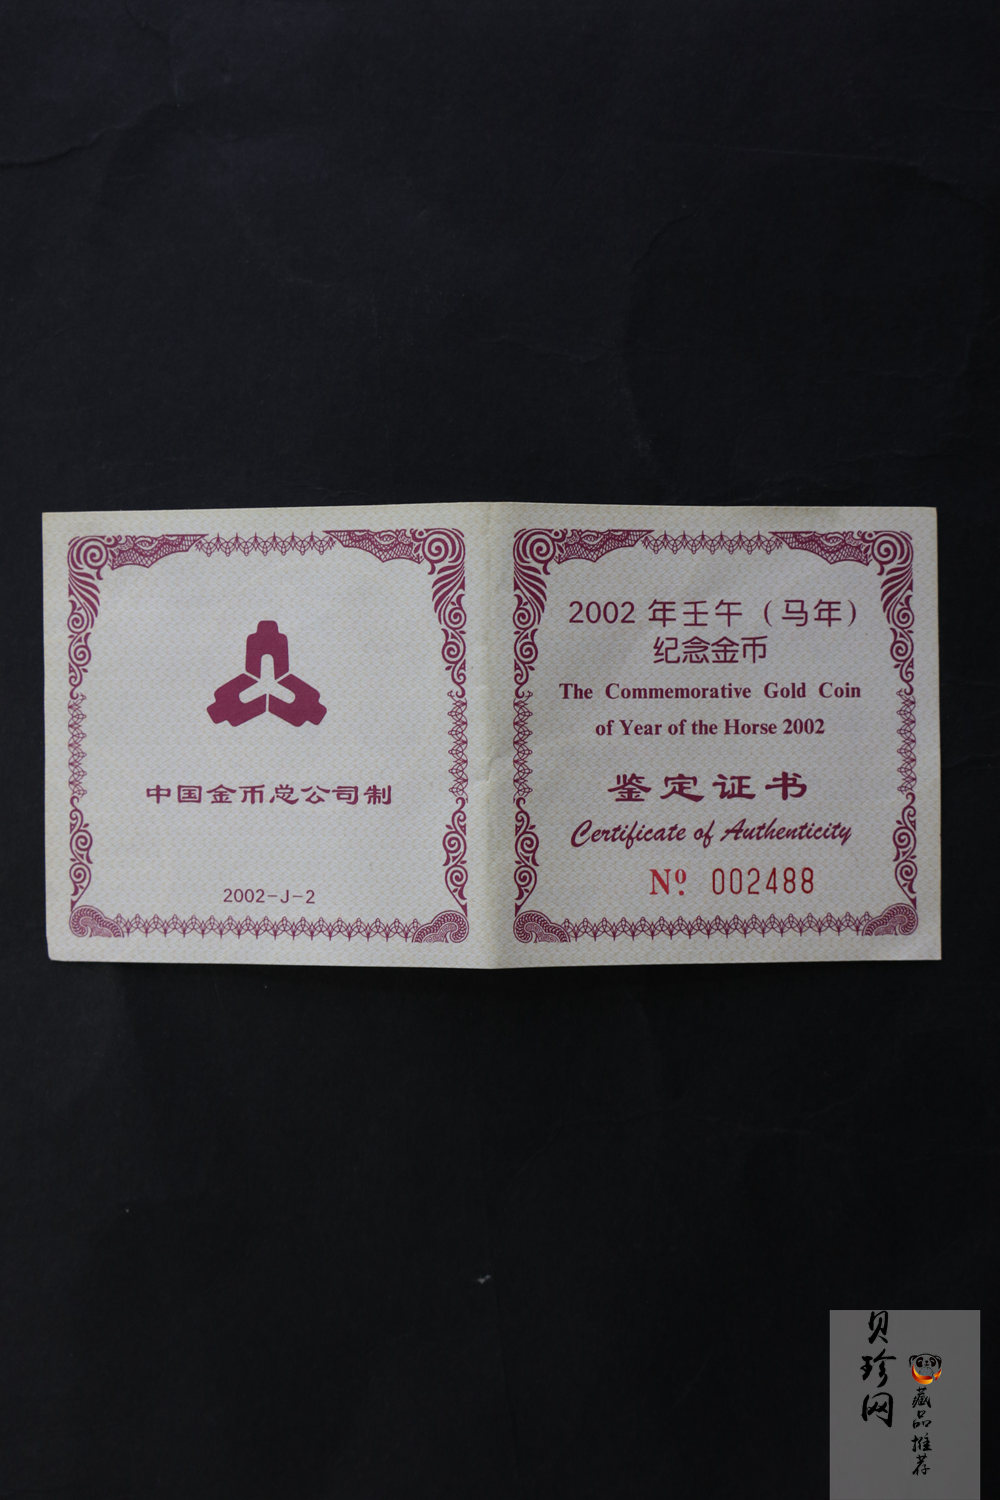 中国金币总公司制
2002-J-2
2002 年壬午（马年）
纪念金币
The Commemorative Gold Coin
of Year of the Horse 2002
鉴定证书
Certificate of Authenticity
Nº. 002488
贝珍网
藏品推荐